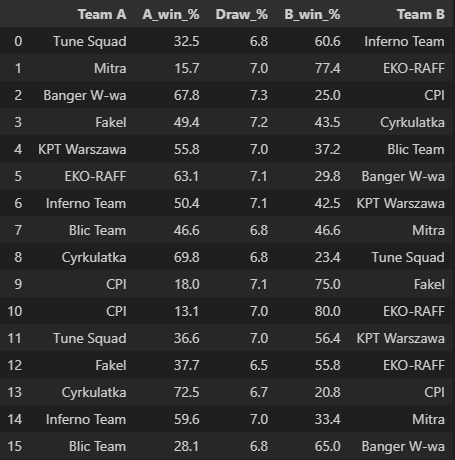 Team A A_win_% Draw_% B_win_% Team B
0 Tune Squad 32.5 6.8 60.6 Inferno Team
1 Mitra 15.7 7.0 77.4 EKO-RAFF
2 Banger W-wa 67.8 7.3 25.0 CPI
3 Fakel 49.4 7.2 43.5 Cyrkulatka
4 KPT Warszawa 55.8 7.0 37.2 Blic Team
5 EKO-RAFF 63.1 7.1 29.8 Banger W-wa
6 Inferno Team 50.4 7.1 42.5 KPT Warszawa
7 Blic Team 46.6 6.8 46.6 Mitra
8 Cyrkulatka 69.8 6.8 23.4 Tune Squad
9 CPI 18.0 7.1 75.0 Fakel
10 CPI 13.1 7.0 80.0 EKO-RAFF
11 Tune Squad 36.6 7.0 56.4 KPT Warszawa
12 Fakel 37.7 6.5 55.8 EKO-RAFF
13 Cyrkulatka 72.5 6.7 20.8 CPI
14 Inferno Team 59.6 7.0 33.4 Mitra
15 Blic Team 28.1 6.8 65.0 Banger W-wa